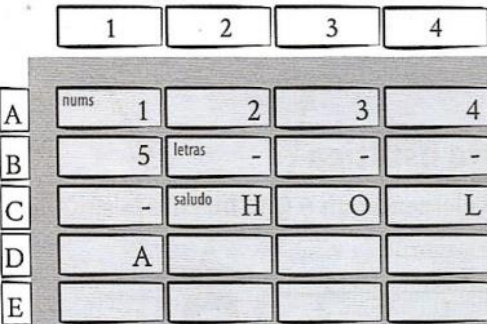 1 2 3 4
A nums 1 2 3 4
B 5 letras - - -
C - saludo H O L
D A
E